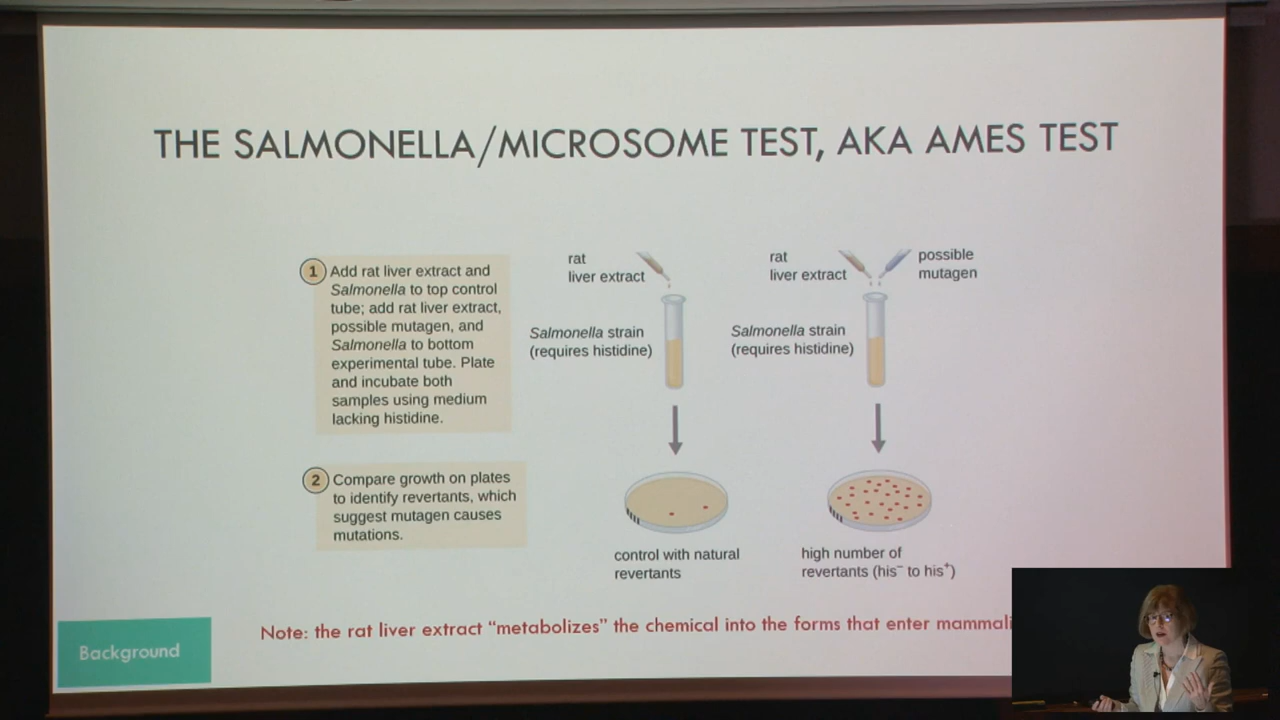 THE SALMONELLA/MICROSOME TEST, AKA AMES TEST
1 Add rat liver extract and
Salmonella to top control
tube; add rat liver extract,
possible mutagen, and
Salmonella to bottom
experimental tube. Plate
and incubate both
samples using medium
lacking histidine.
rat
liver extract
Salmonella strain
(requires histidine)
rat
liver extract
possible
mutagen
Salmonella strain
(requires histidine)
2 Compare growth on plates
to identify revertants, which
suggest mutagen causes
mutations.
control with natural
revertants
high number of
revertants (his⁻ to his⁺)
Note: the rat liver extract “metabolizes” the chemical into the forms that enter
Background